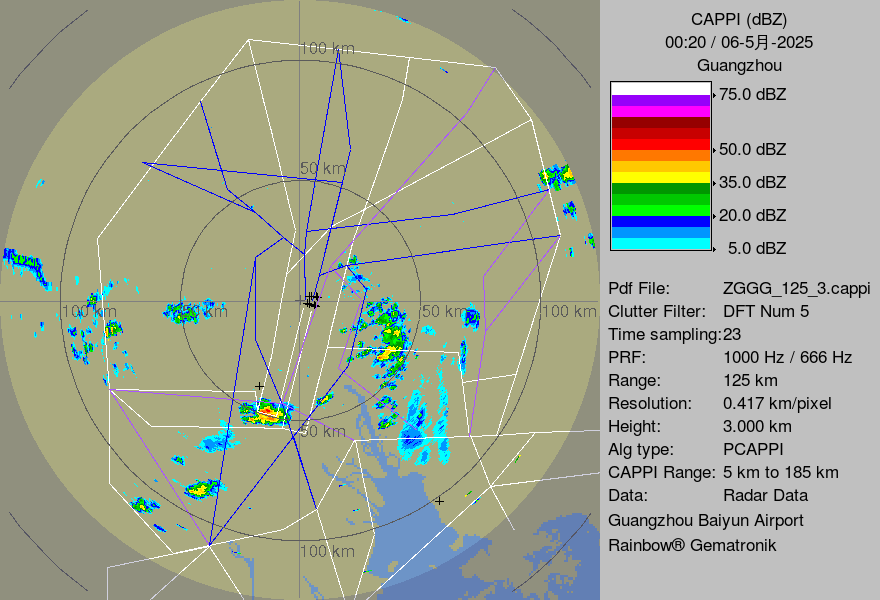 CAPPI (dBZ)
00:20 / 06-5月-2025
Guangzhou
75.0 dBZ
50.0 dBZ
35.0 dBZ
20.0 dBZ
5.0 dBZ
Pdf File: ZGGG_125_3.cappi
Clutter Filter: DFT Num 5
Time sampling:23
PRF: 1000 Hz / 666 Hz
Range: 125 km
Resolution: 0.417 km/pixel
Height: 3.000 km
Alg type: PCAPPI
CAPPI Range: 5 km to 185 km
Data: Radar Data
Guangzhou Baiyun Airport
Rainbow® Gematronik
100 km
50 km
100 km
50 km
50 km
100 km
50 km
100 km